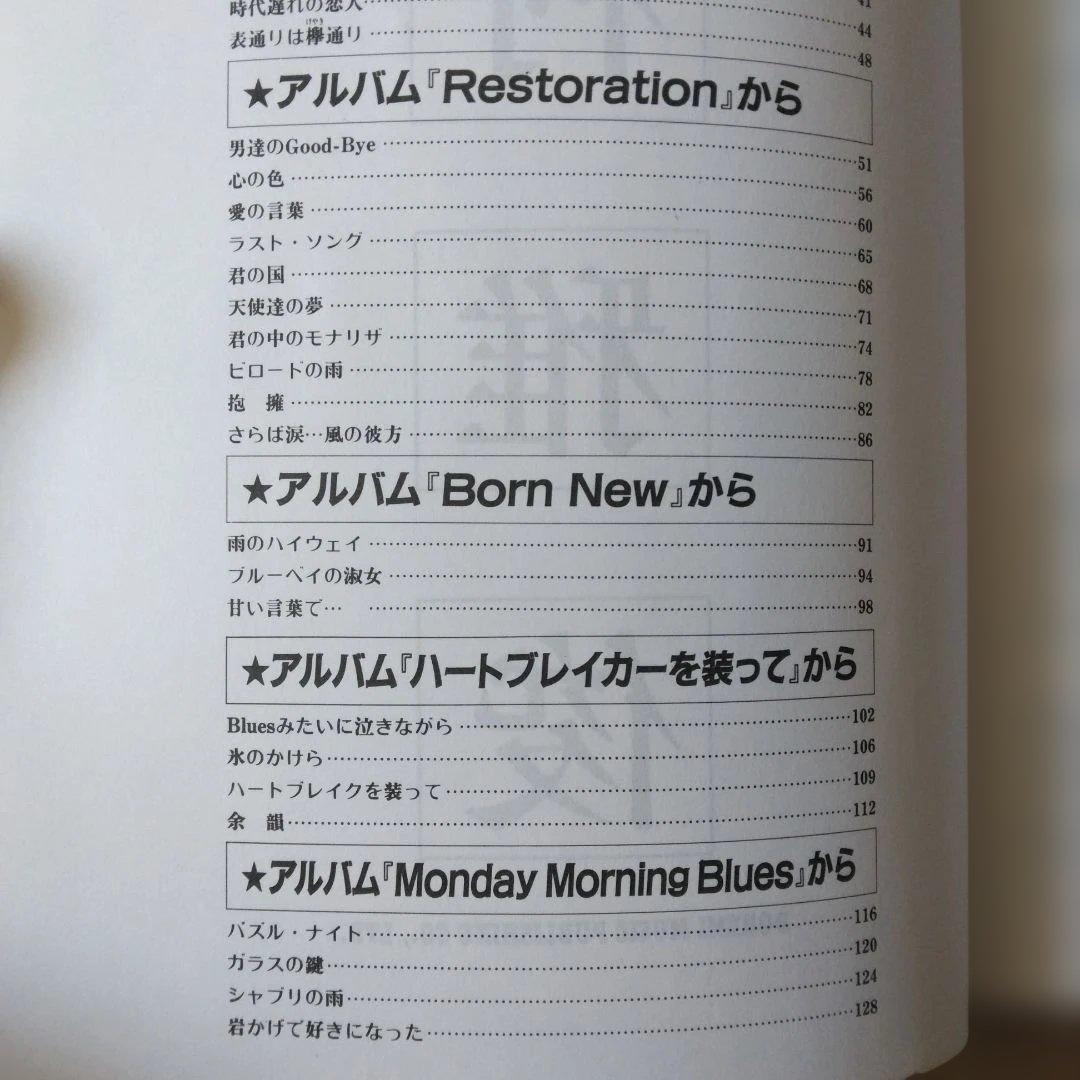 41
時代遅れの恋人 44
表通りは欅通り 48
けやき
★アルバム『Restoration』から
男達のGood-Bye 51
心の色 56
愛の言葉 60
ラスト・ソング 65
君の国 68
天使達の夢 71
君の中のモナリザ 74
ビロードの雨 78
抱　擁 82
さらば涙…風の彼方 86
★アルバム『Born New』から
雨のハイウェイ 91
ブルーベイの淑女 94
甘い言葉で… 98
★アルバム『ハートブレイカーを装って』から
Bluesみたいに泣きながら 102
氷のかけら 106
ハートブレイクを装って 109
余　韻 112
★アルバム『Monday Morning Blues』から
パズル・ナイト 116
ガラスの鍵 120
シャブリの雨 124
岩かげで好きになった 128